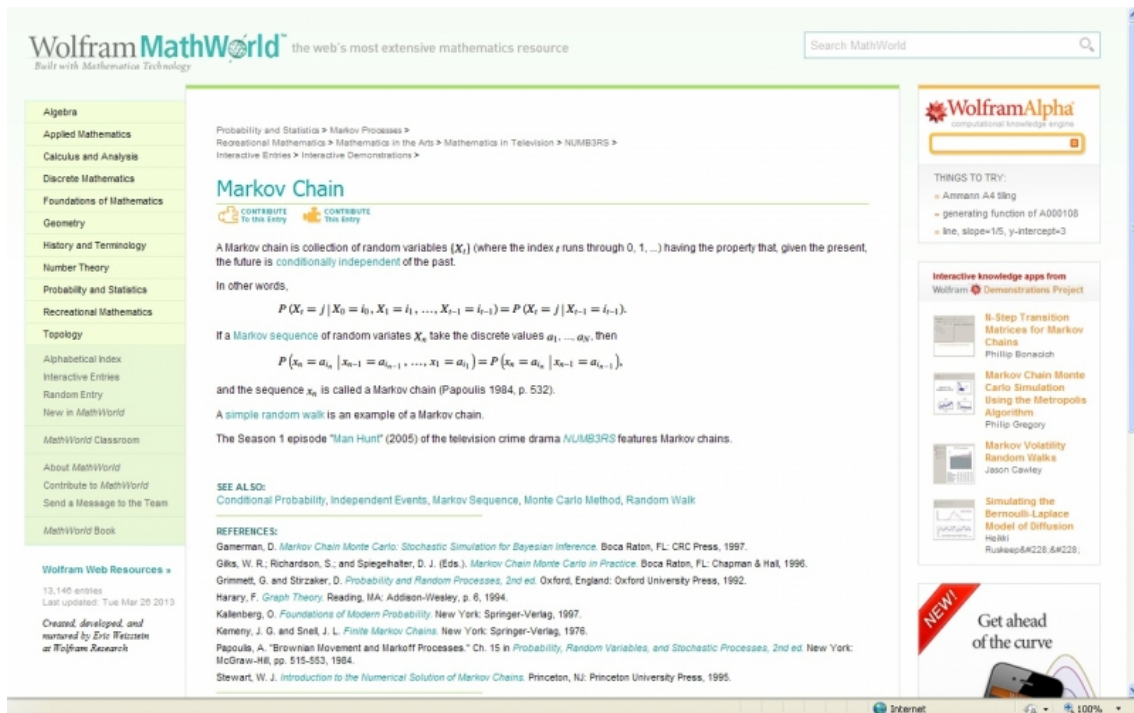 Wolfram MathWorld™ the web's most extensive mathematics resource
Built with Mathematica Technology
Search MathWorld
Algebra
Applied Mathematics
Calculus and Analysis
Discrete Mathematics
Foundations of Mathematics
Geometry
History and Terminology
Number Theory
Probability and Statistics
Recreational Mathematics
Topology
Alphabetical Index
Interactive Entries
Random Entry
New in MathWorld
MathWorld Classroom
About MathWorld
Contribute to MathWorld
Send a Message to the Team
MathWorld Book
Wolfram Web Resources »
13,146 entries
Last updated: Tue Mar 26 2013
Created, developed, and
nurtured by Eric Weisstein
at Wolfram Research
Probability and Statistics > Markov Processes >
Recreational Mathematics > Mathematics in the Arts > Mathematics in Television > NUMB3RS >
Interactive Entries > Interactive Demonstrations >
Markov Chain
CONTRIBUTE
To this Entry
CONTRIBUTE
This Entry
A Markov chain is collection of random variables {X_t} (where the index t runs through 0, 1, ...) having the property that, given the present,
the future is conditionally independent of the past.
In other words,
P(X_t = j | X_0 = i_0, X_1 = i_1, ..., X_{t-1} = i_{t-1}) = P(X_t = j | X_{t-1} = i_{t-1}).
If a Markov sequence of random variates X_n take the discrete values a_1, ..., a_N, then
P(x_n = a_{i_n} | x_{n-1} = a_{i_{n-1}}, ..., x_1 = a_{i_1}) = P(x_n = a_{i_n} | x_{n-1} = a_{i_{n-1}}),
and the sequence x_n is called a Markov chain (Papoulis 1984, p. 532).
A simple random walk is an example of a Markov chain.
The Season 1 episode "Man Hunt" (2005) of the television crime drama NUMB3RS features Markov chains.
SEE ALSO:
Conditional Probability, Independent Events, Markov Sequence, Monte Carlo Method, Random Walk
REFERENCES:
Gamerman, D. Markov Chain Monte Carlo: Stochastic Simulation for Bayesian Inference. Boca Raton, FL: CRC Press, 1997.
Gilks, W. R.; Richardson, S.; and Spiegelhalter, D. J. (Eds.). Markov Chain Monte Carlo in Practice. Boca Raton, FL: Chapman & Hall, 1996.
Grimmett, G. and Stirzaker, D. Probability and Random Processes, 2nd ed. Oxford, England: Oxford University Press, 1992.
Harary, F. Graph Theory. Reading, MA: Addison-Wesley, p. 6, 1994.
Kallenberg, O. Foundations of Modern Probability. New York: Springer-Verlag, 1997.
Kemeny, J. G. and Snell, J. L. Finite Markov Chains. New York: Springer-Verlag, 1976.
Papoulis, A. "Brownian Movement and Markoff Processes." Ch. 15 in Probability, Random Variables, and Stochastic Processes, 2nd ed. New York:
McGraw-Hill, pp. 515-553, 1984.
Stewart, W. J. Introduction to the Numerical Solution of Markov Chains. Princeton, NJ: Princeton University Press, 1995.
WolframAlpha
computational knowledge engine
THINGS TO TRY:
» Ammann A4 tiling
» generating function of A000108
» line, slope=1/5, y-intercept=3
Interactive knowledge apps from
Wolfram Demonstrations Project
N-Step Transition
Matrices for Markov
Chains
Phillip Bonacich
Markov Chain Monte
Carlo Simulation
Using the Metropolis
Algorithm
Philip Gregory
Markov Volatility
Random Walks
Jason Cawley
Simulating the
Bernoulli-Laplace
Model of Diffusion
Heikki
Ruskeep&#228;&#228;
NEW!
Get ahead
of the curve
Internet
100%